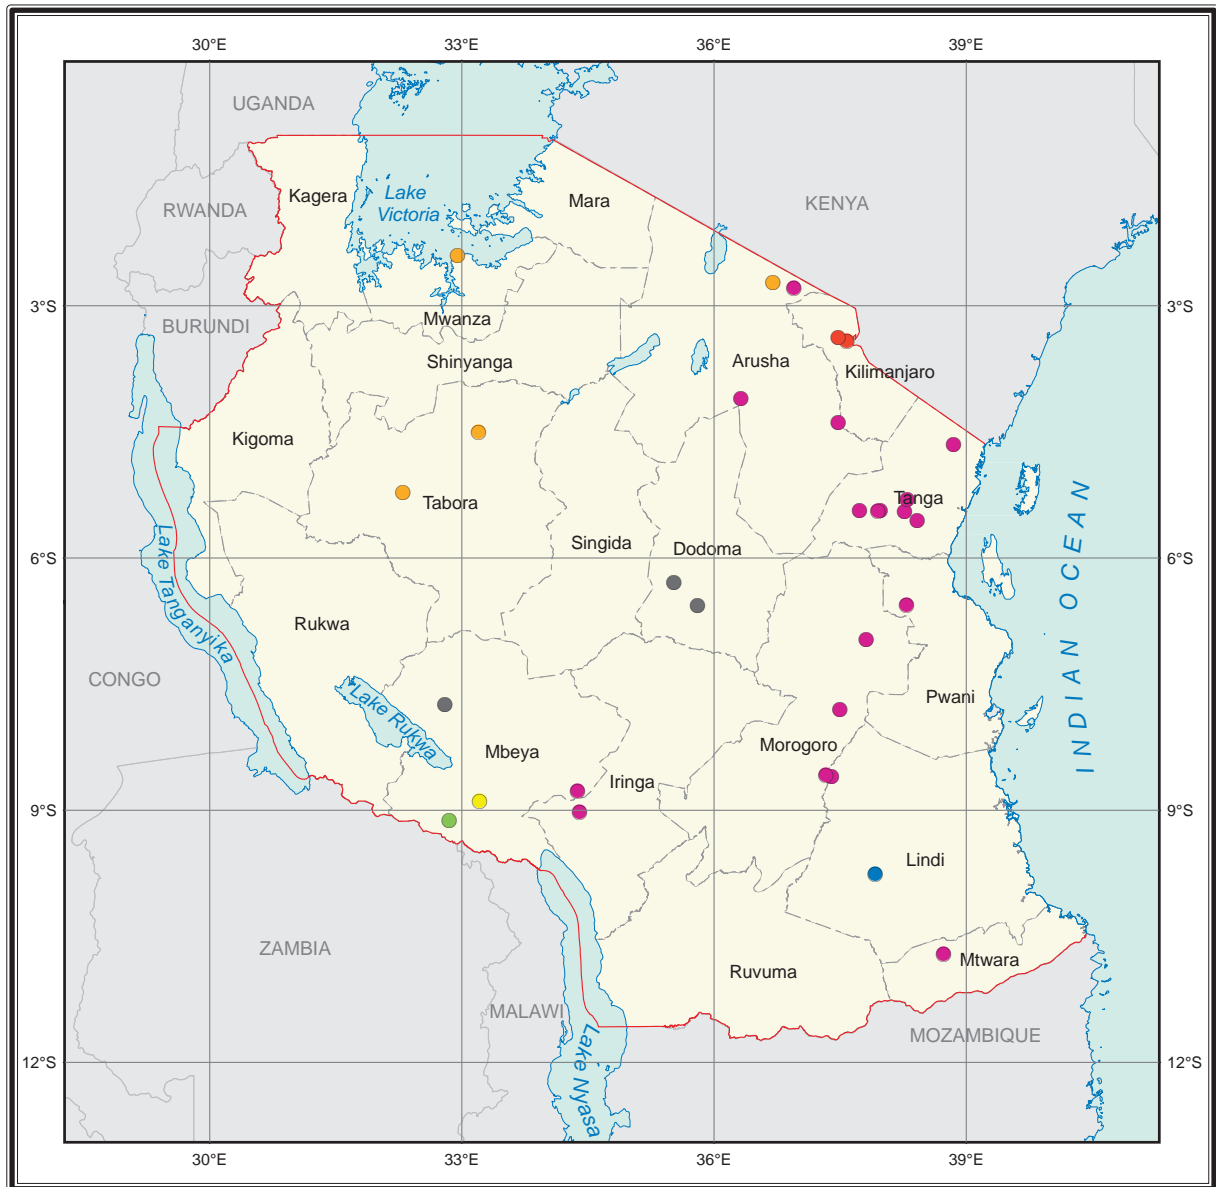 30°E 33°E 36°E 39°E
UGANDA
Kagera
Lake
Victoria
Mara
RWANDA
KENYA
3°S 3°S
BURUNDI
Mwanza
Shinyanga
Arusha
Kilimanjaro
Kigoma
Tabora
Tanga
Singida
Dodoma
INDIAN OCEAN
Lake Tanganyika
6°S 6°S
Rukwa
CONGO
Lake Rukwa
Pwani
Mbeya
Morogoro
Iringa
9°S 9°S
Lindi
ZAMBIA
Mtwara
Ruvuma
MALAWI
MOZAMBIQUE
Lake Nyasa
12°S 12°S
30°E 33°E 36°E 39°E